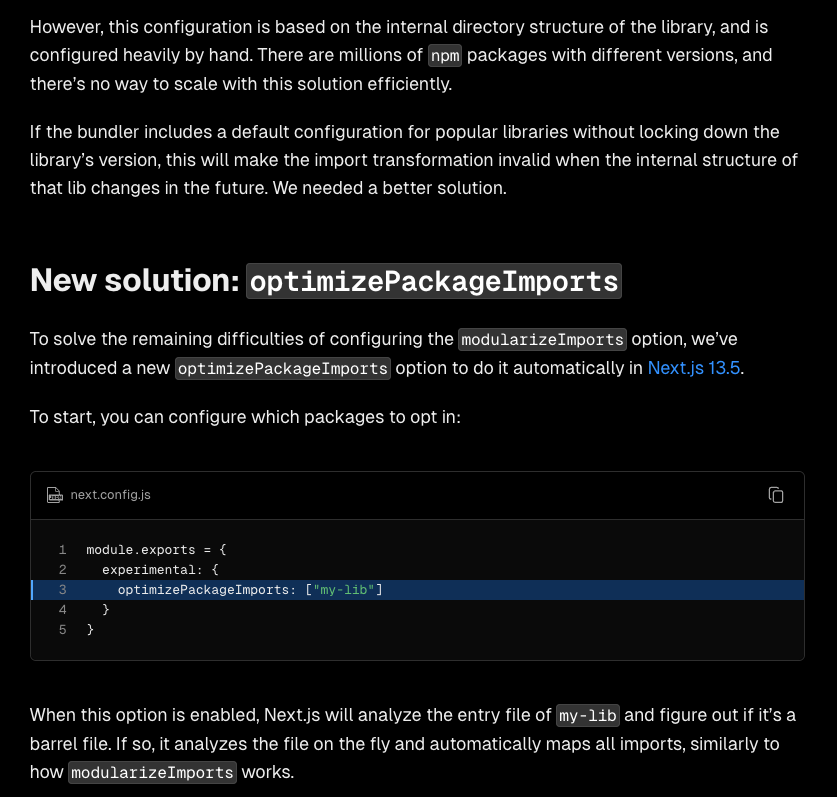 However, this configuration is based on the internal directory structure of the library, and is
configured heavily by hand. There are millions of npm packages with different versions, and
there’s no way to scale with this solution efficiently.
If the bundler includes a default configuration for popular libraries without locking down the
library’s version, this will make the import transformation invalid when the internal structure of
that lib changes in the future. We needed a better solution.
New solution: optimizePackageImports
To solve the remaining difficulties of configuring the modularizeImports option, we’ve
introduced a new optimizePackageImports option to do it automatically in Next.js 13.5.
To start, you can configure which packages to opt in:
next.config.js
1 module.exports = {
2   experimental: {
3     optimizePackageImports: ["my-lib"]
4   }
5 }
When this option is enabled, Next.js will analyze the entry file of my-lib and figure out if it’s a
barrel file. If so, it analyzes the file on the fly and automatically maps all imports, similarly to
how modularizeImports works.